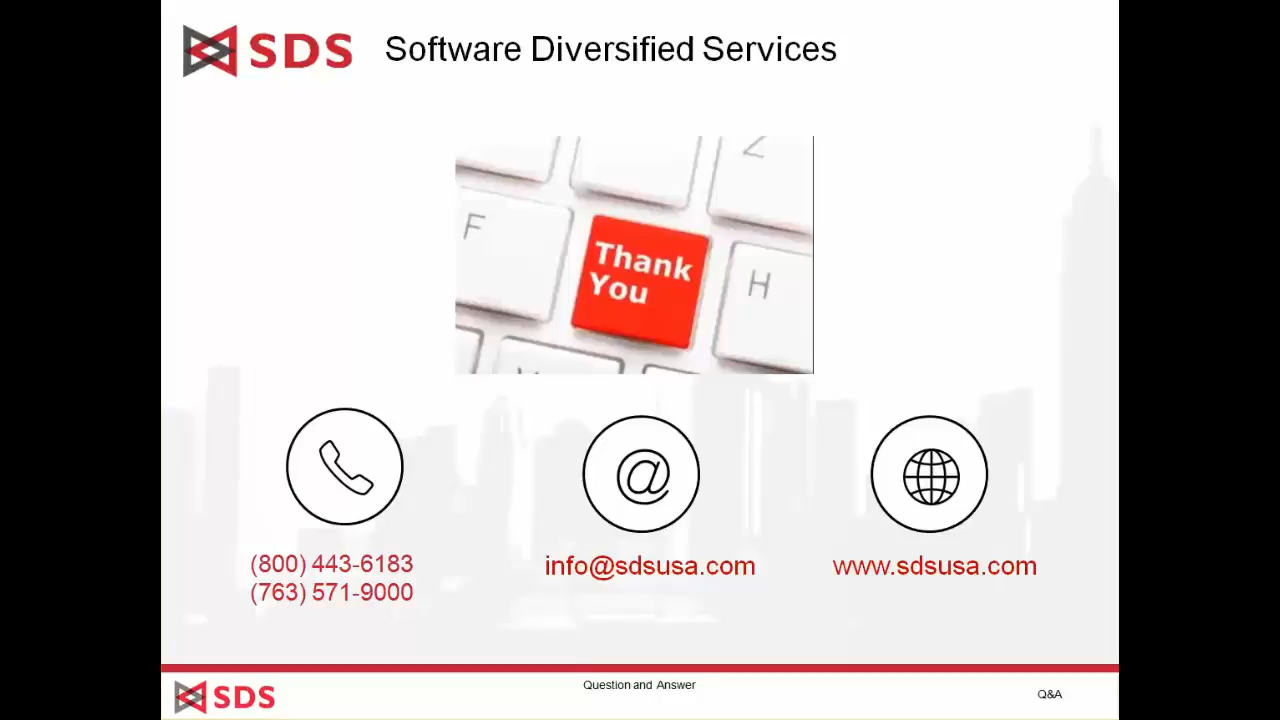 SDS Software Diversified Services
Z
F
Thank
You
H
(800) 443-6183
(763) 571-9000
info@sdsusa.com
www.sdsusa.com
SDS
Question and Answer
Q&A